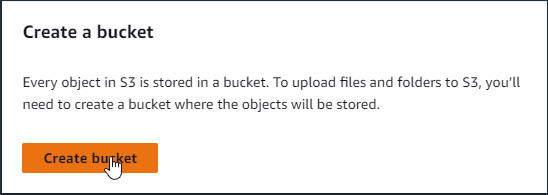 Create a bucket
Every object in S3 is stored in a bucket. To upload files and folders to S3, you'll
need to create a bucket where the objects will be stored.
Create bucket